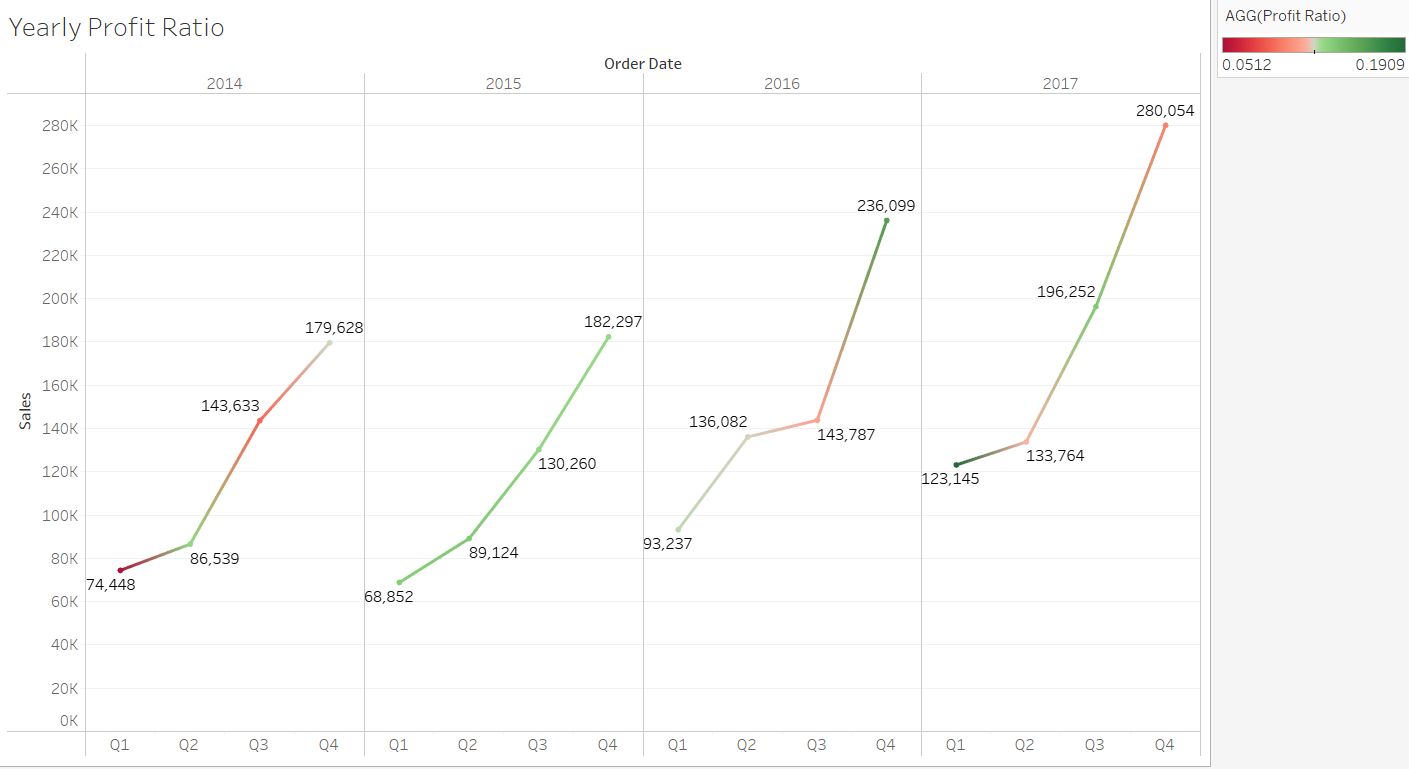 Yearly Profit Ratio
AGG(Profit Ratio)
0.0512 0.1909
Order Date
2014 2015 2016 2017
Sales
280K
260K
240K
220K
200K
180K
160K
140K
120K
100K
80K
60K
40K
20K
0K
74,448
86,539
143,633
179,628
68,852
89,124
130,260
182,297
93,237
136,082
143,787
236,099
123,145
133,764
196,252
280,054
Q1 Q2 Q3 Q4 Q1 Q2 Q3 Q4 Q1 Q2 Q3 Q4 Q1 Q2 Q3 Q4